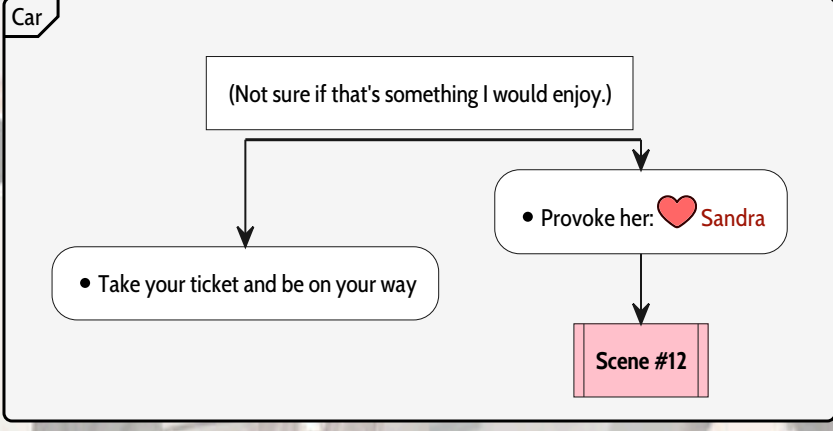 Car
(Not sure if that's something I would enjoy.)
• Provoke her: Sandra
• Take your ticket and be on your way
Scene #12